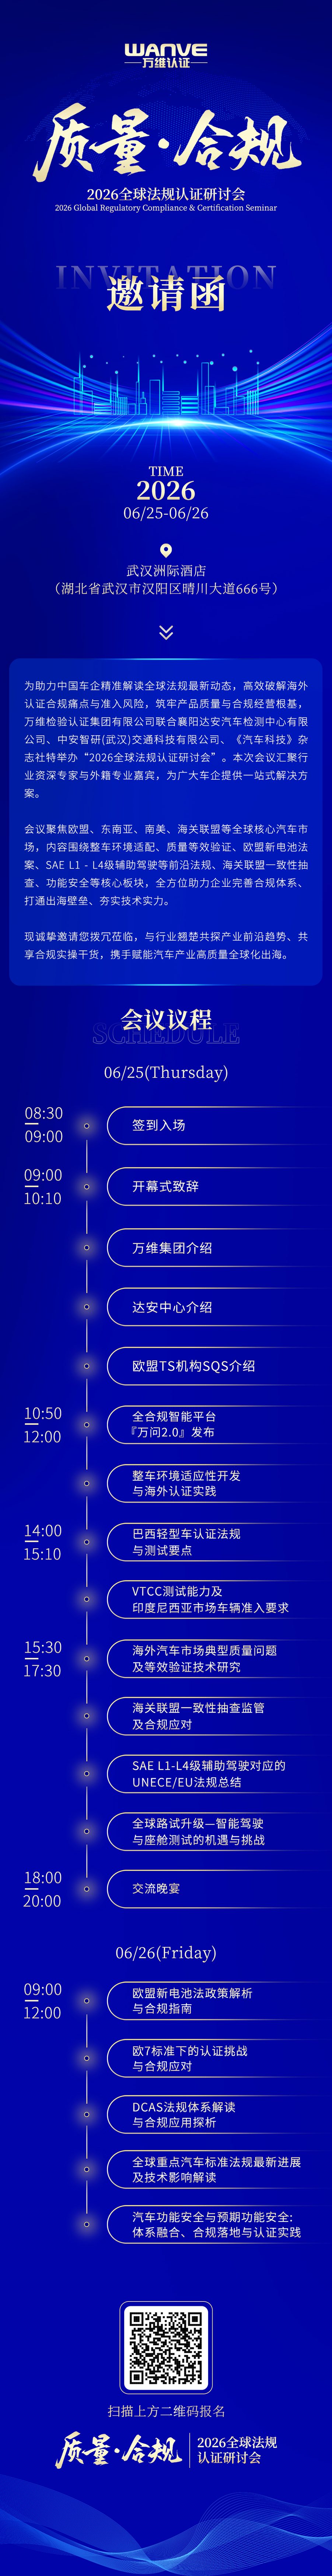 WANVE
万维认证
质量·合规
2026全球法规认证研讨会
2026 Global Regulatory Compliance & Certification Seminar
INVITATION
邀请函
TIME
2026
06/25-06/26
武汉洲际酒店
（湖北省武汉市汉阳区晴川大道666号）
为助力中国车企精准解读全球法规最新动态，高效破解海外
认证合规痛点与准入风险，筑牢产品质量与合规经营根基，
万维检验认证集团有限公司联合襄阳达安汽车检测中心有限
公司、中安智研(武汉)交通科技有限公司、《汽车科技》杂
志社特举办“2026全球法规认证研讨会”。本次会议汇聚行
业资深专家与外籍专业嘉宾，为广大车企提供一站式解决方
案。
会议聚焦欧盟、东南亚、南美、海关联盟等全球核心汽车市
场，内容围绕整车环境适配、质量等效验证、欧盟新电池法
案、SAE L1 - L4级辅助驾驶等前沿法规、海关联盟一致性抽
查、功能安全等核心板块，全方位助力企业完善合规体系、
打通出海壁垒、夯实技术实力。
现诚挚邀请您拨冗莅临，与行业翘楚共探产业前沿趋势、共
享合规实操干货，携手赋能汽车产业高质量全球化出海。
会议议程
SCHEDULE
06/25(Thursday)
08:30
09:00
签到入场
09:00
10:10
开幕式致辞
万维集团介绍
达安中心介绍
欧盟TS机构SQS介绍
10:50
12:00
全合规智能平台
『万问2.0』发布
整车环境适应性开发
与海外认证实践
14:00
15:10
巴西轻型车认证法规
与测试要点
VTCC测试能力及
印度尼西亚市场车辆准入要求
15:30
17:30
海外汽车市场典型质量问题
及等效验证技术研究
海关联盟一致性抽查监管
及合规应对
SAE L1-L4级辅助驾驶对应的
UNECE/EU法规总结
全球路试升级—智能驾驶
与座舱测试的机遇与挑战
18:00
20:00
交流晚宴
06/26(Friday)
09:00
12:00
欧盟新电池法政策解析
与合规指南
欧7标准下的认证挑战
与合规应对
DCAS法规体系解读
与合规应用探析
全球重点汽车标准法规最新进展
及技术影响解读
汽车功能安全与预期功能安全:
体系融合、合规落地与认证实践
扫描上方二维码报名
质量·合规
2026全球法规
认证研讨会